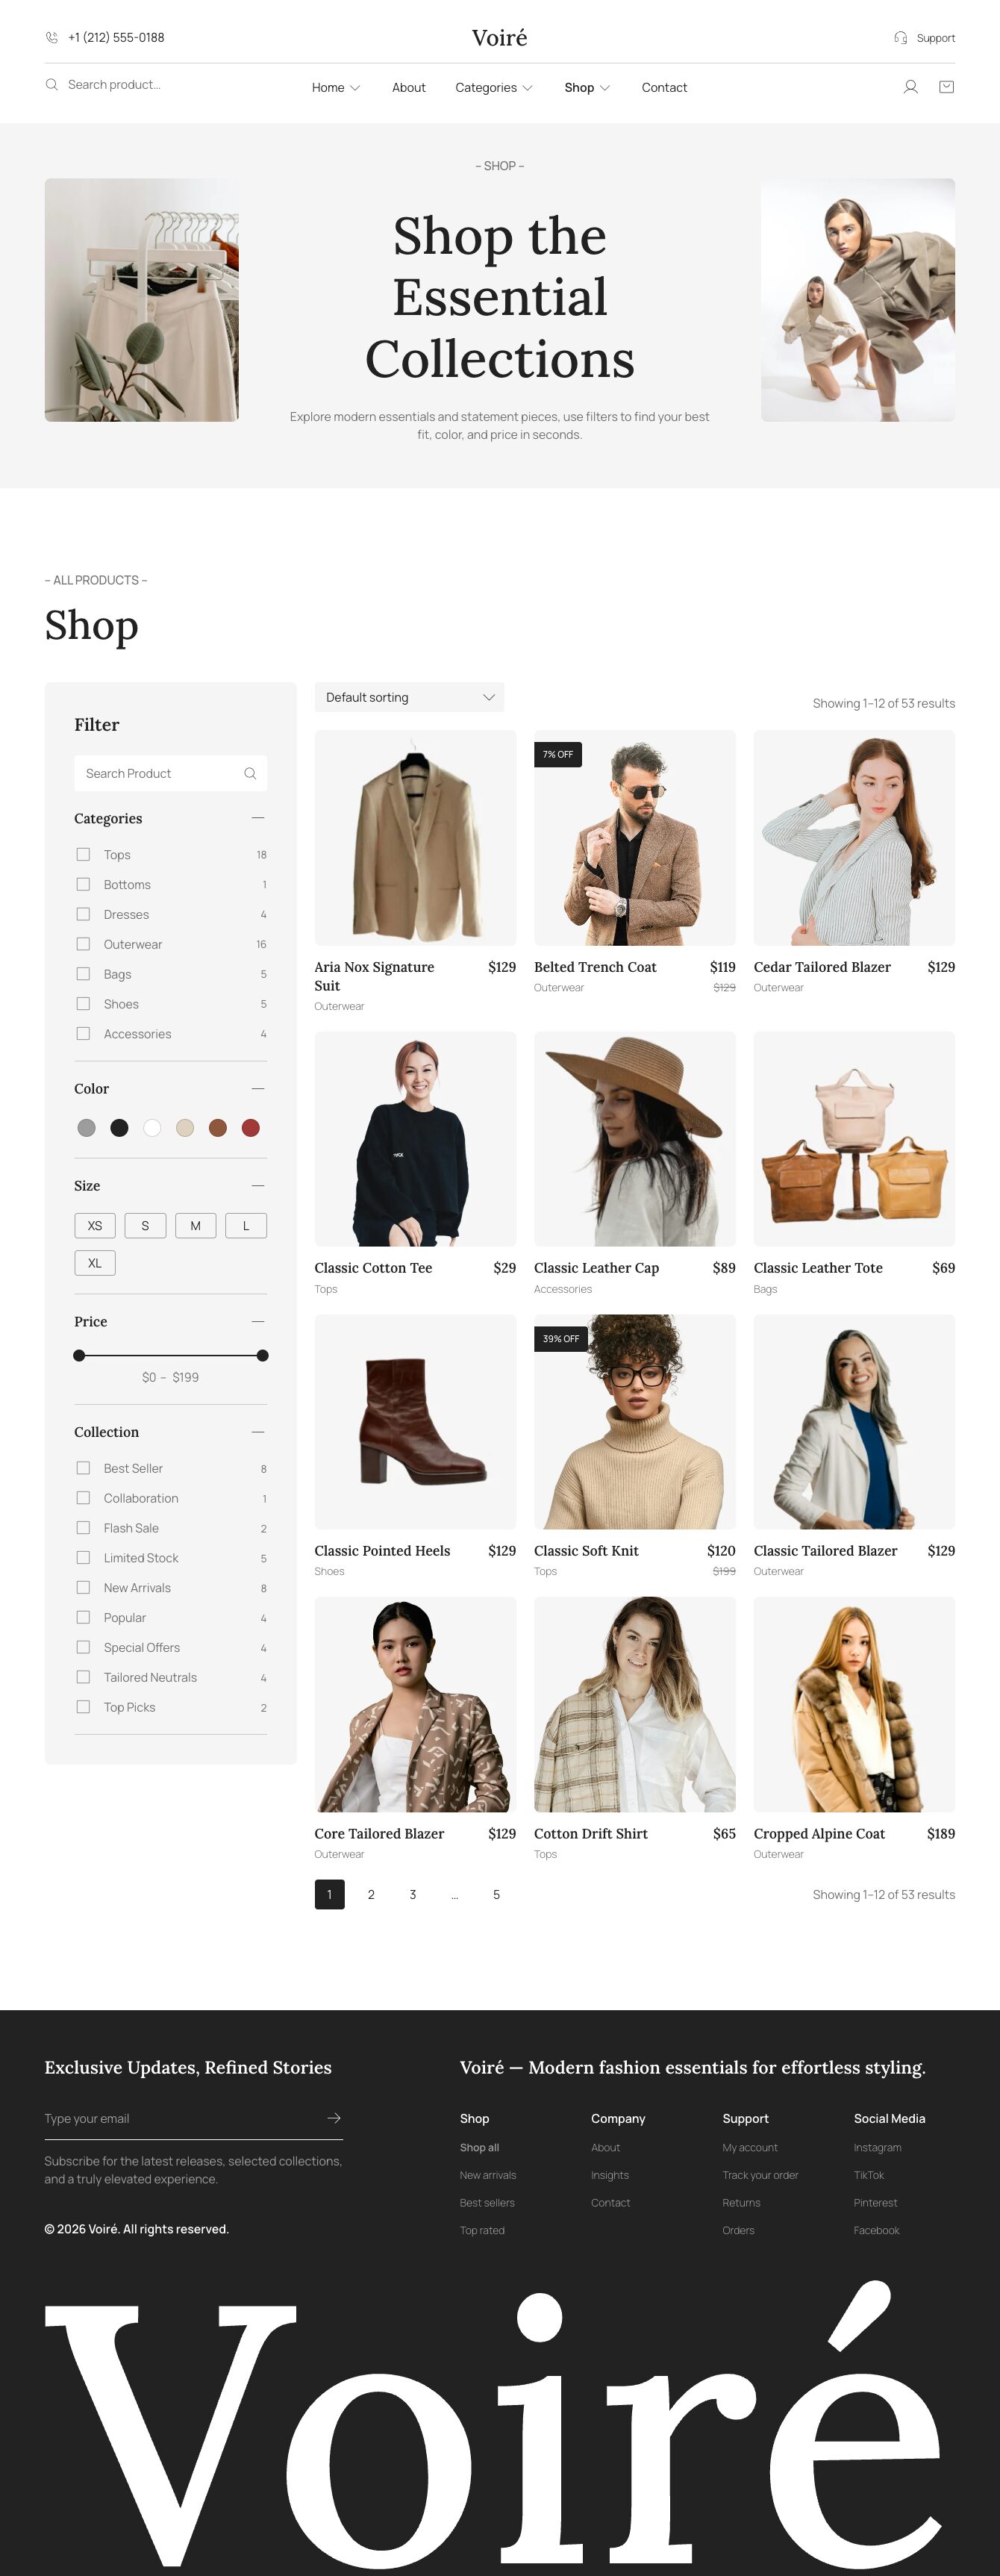 +1 (212) 555-0188
Voiré
Support
Search product...
Home
About
Categories
Shop
Contact
– SHOP –
Shop the
Essential
Collections
Explore modern essentials and statement pieces, use filters to find your best
fit, color, and price in seconds.
– ALL PRODUCTS –
Shop
Filter
Search Product
Categories
Tops 18
Bottoms 1
Dresses 4
Outerwear 16
Bags 5
Shoes 5
Accessories 4
Color
Size
XS S M L
XL
Price
$0 – $199
Collection
Best Seller 8
Collaboration 1
Flash Sale 2
Limited Stock 5
New Arrivals 8
Popular 4
Special Offers 4
Tailored Neutrals 4
Top Picks 2
Default sorting
Showing 1–12 of 53 results
Aria Nox Signature
Suit
$129
Outerwear
7% OFF
Belted Trench Coat
$119
Outerwear
$129
Cedar Tailored Blazer
$129
Outerwear
Classic Cotton Tee
$29
Tops
Classic Leather Cap
$89
Accessories
Classic Leather Tote
$69
Bags
Classic Pointed Heels
$129
Shoes
39% OFF
Classic Soft Knit
$120
Tops
$199
Classic Tailored Blazer
$129
Outerwear
Core Tailored Blazer
$129
Outerwear
Cotton Drift Shirt
$65
Tops
Cropped Alpine Coat
$189
Outerwear
1 2 3 ... 5
Showing 1–12 of 53 results
Exclusive Updates, Refined Stories
Type your email
Subscribe for the latest releases, selected collections,
and a truly elevated experience.
© 2026 Voiré. All rights reserved.
Voiré — Modern fashion essentials for effortless styling.
Shop
Shop all
New arrivals
Best sellers
Top rated
Company
About
Insights
Contact
Support
My account
Track your order
Returns
Orders
Social Media
Instagram
TikTok
Pinterest
Facebook
Voiré